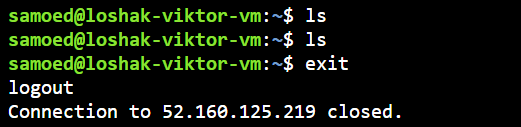 samoed@loshak-viktor-vm:~$ ls
samoed@loshak-viktor-vm:~$ ls
samoed@loshak-viktor-vm:~$ exit
logout
Connection to 52.160.125.219 closed.